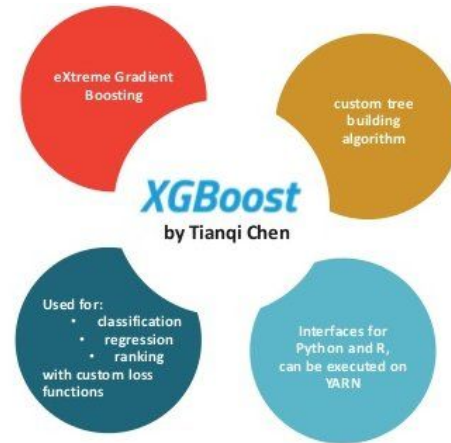 eXtreme Gradient
Boosting
custom tree
building
algorithm
XGBoost
by Tianqi Chen
Used for:
• classification
• regression
• ranking
with custom loss
functions
Interfaces for
Python and R,
can be executed on
YARN